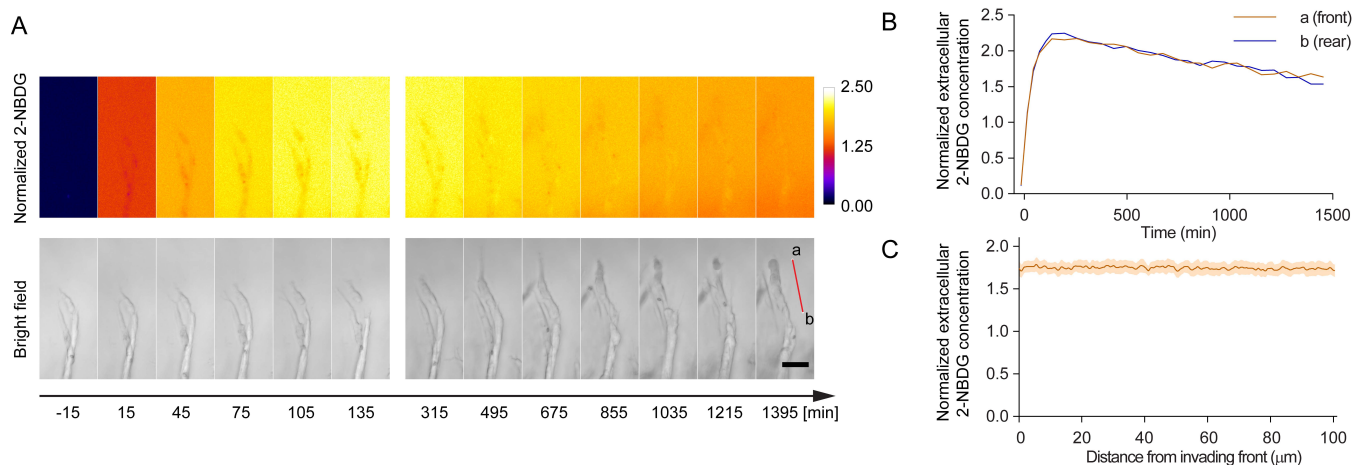 A
Normalized 2-NBDG
2.50
1.25
0.00
Bright field
a
b
-15 15 45 75 105 135 315 495 675 855 1035 1215 1395 [min]
B
Normalized extracellular
2-NBDG concentration
2.5
2.0
1.5
1.0
0.5
0.0
0 500 1000 1500
Time (min)
a (front)
b (rear)
C
Normalized extracellular
2-NBDG concentration
2.0
1.5
1.0
0.5
0.0
0 20 40 60 80 100
Distance from invading front (μm)